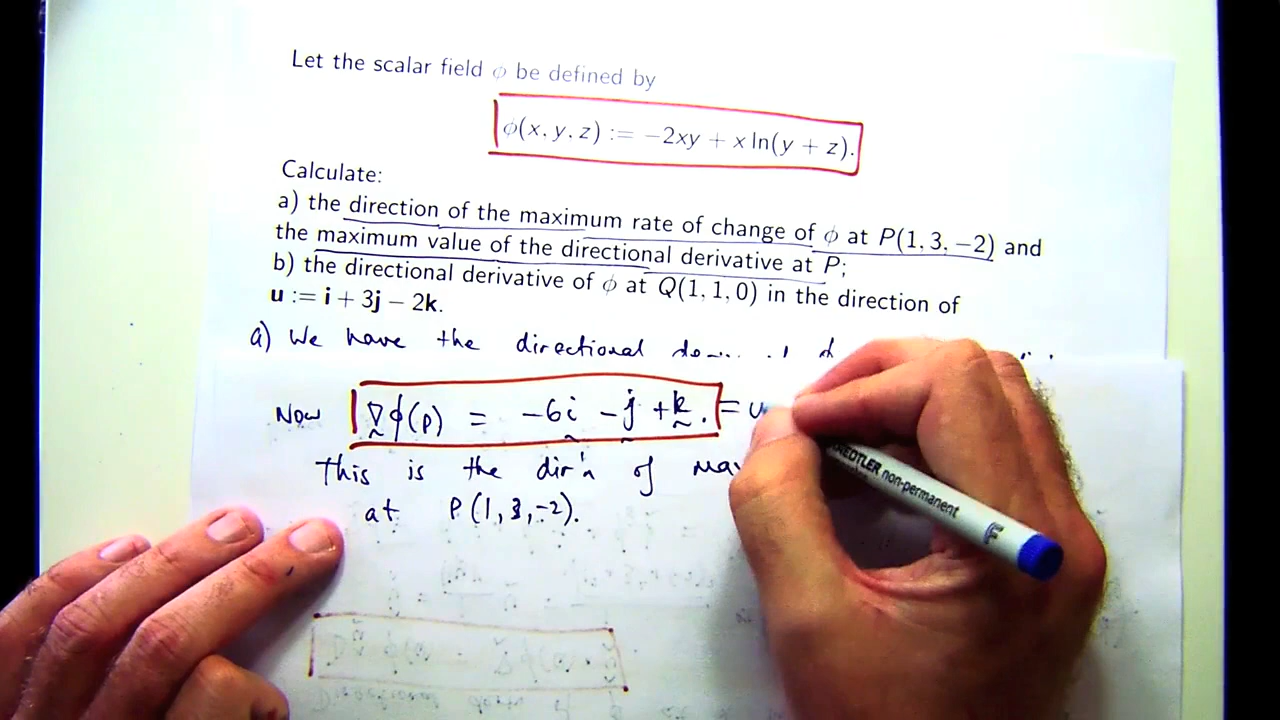 Let the scalar field ϕ be defined by
ϕ(x, y, z) := −2xy + x ln(y + z).
Calculate:
a) the direction of the maximum rate of change of ϕ at P(1, 3, −2) and
the maximum value of the directional derivative at P;
b) the directional derivative of ϕ at Q(1, 1, 0) in the direction of
u := i + 3j − 2k.
a) We have the directional
Now ∇ϕ(P) = −6i − j + k. = u
This is the dir'n of
at P(1, 3, −2).
STAEDTLER non-permanent F